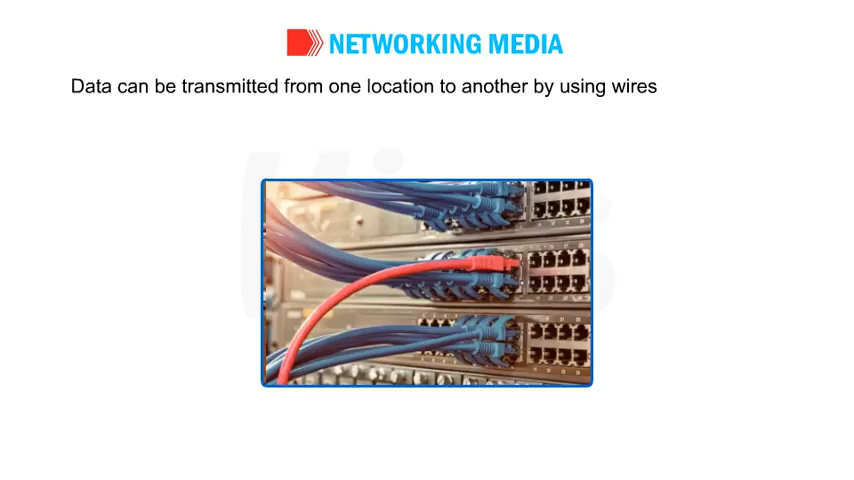 NETWORKING MEDIA
Data can be transmitted from one location to another by using wires